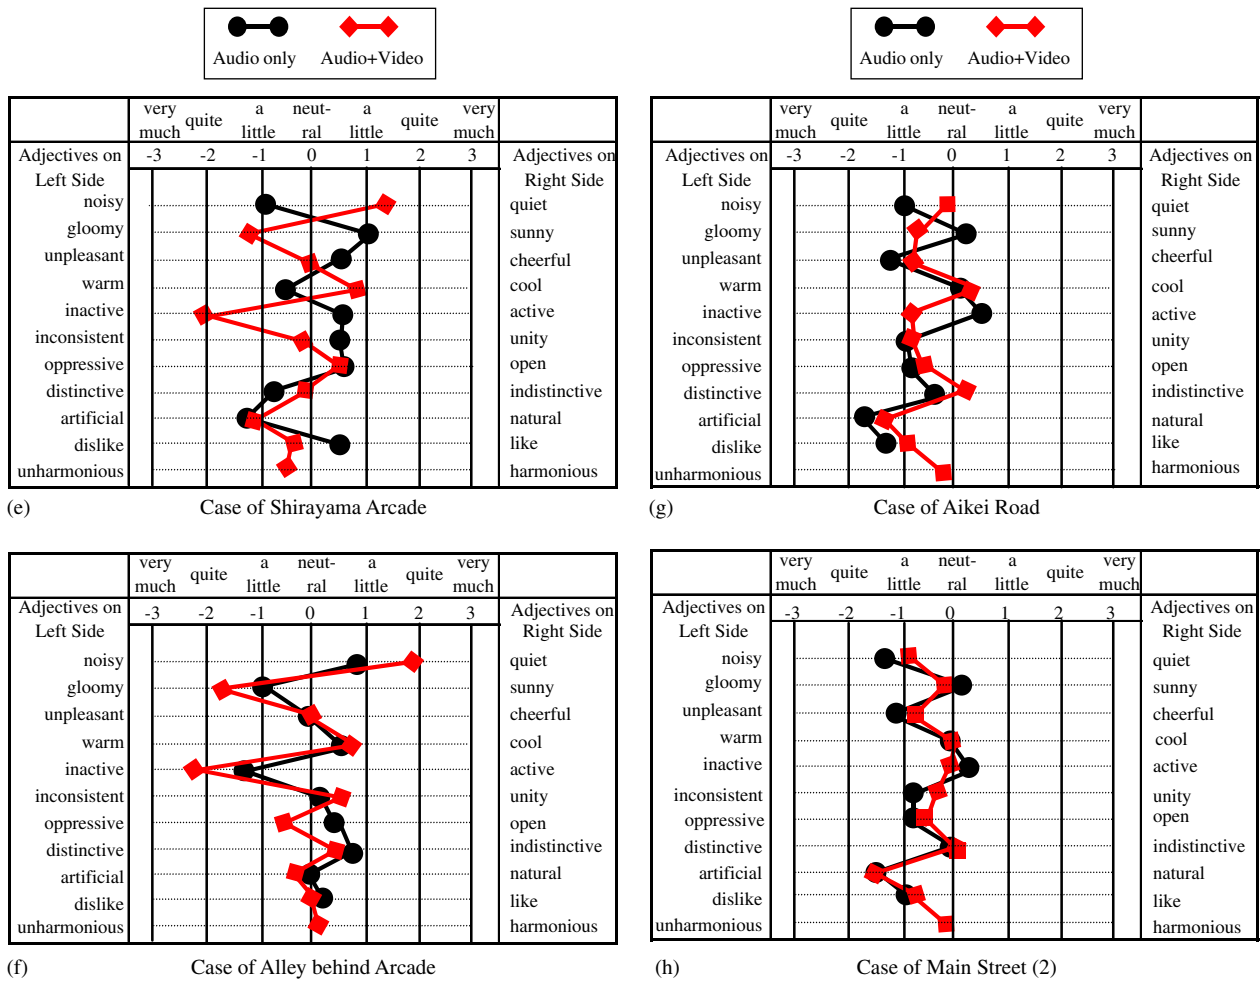 Audio only Audio+Video
Audio only Audio+Video
very much quite a little neut-ral a little quite very much
Adjectives on Left Side -3 -2 -1 0 1 2 3 Adjectives on Right Side
noisy quiet
gloomy sunny
unpleasant cheerful
warm cool
inactive active
inconsistent unity
oppressive open
distinctive indistinctive
artificial natural
dislike like
unharmonious harmonious
(e) Case of Shirayama Arcade
very much quite a little neut-ral a little quite very much
Adjectives on Left Side -3 -2 -1 0 1 2 3 Adjectives on Right Side
noisy quiet
gloomy sunny
unpleasant cheerful
warm cool
inactive active
inconsistent unity
oppressive open
distinctive indistinctive
artificial natural
dislike like
unharmonious harmonious
(g) Case of Aikei Road
very much quite a little neut-ral a little quite very much
Adjectives on Left Side -3 -2 -1 0 1 2 3 Adjectives on Right Side
noisy quiet
gloomy sunny
unpleasant cheerful
warm cool
inactive active
inconsistent unity
oppressive open
distinctive indistinctive
artificial natural
dislike like
unharmonious harmonious
(f) Case of Alley behind Arcade
very much quite a little neut-ral a little quite very much
Adjectives on Left Side -3 -2 -1 0 1 2 3 Adjectives on Right Side
noisy quiet
gloomy sunny
unpleasant cheerful
warm cool
inactive active
inconsistent unity
oppressive open
distinctive indistinctive
artificial natural
dislike like
unharmonious harmonious
(h) Case of Main Street (2)